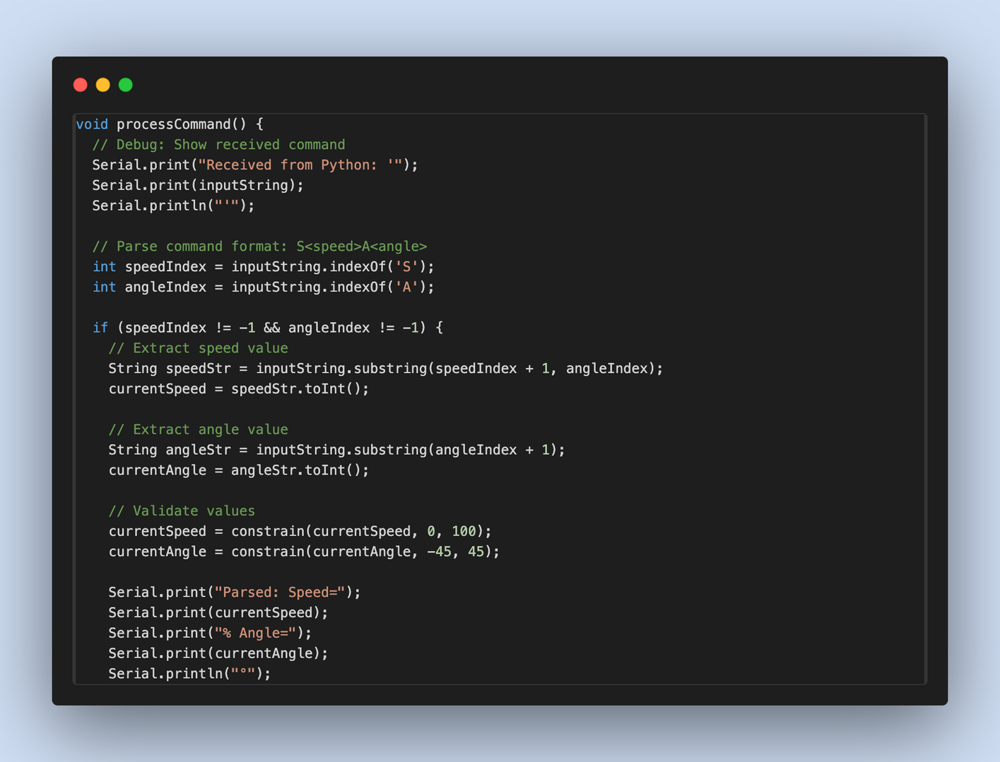 void processCommand() {
  // Debug: Show received command
  Serial.print("Received from Python: '");
  Serial.print(inputString);
  Serial.println("'");

  // Parse command format: S<speed>A<angle>
  int speedIndex = inputString.indexOf('S');
  int angleIndex = inputString.indexOf('A');

  if (speedIndex != -1 && angleIndex != -1) {
    // Extract speed value
    String speedStr = inputString.substring(speedIndex + 1, angleIndex);
    currentSpeed = speedStr.toInt();

    // Extract angle value
    String angleStr = inputString.substring(angleIndex + 1);
    currentAngle = angleStr.toInt();

    // Validate values
    currentSpeed = constrain(currentSpeed, 0, 100);
    currentAngle = constrain(currentAngle, -45, 45);

    Serial.print("Parsed: Speed=");
    Serial.print(currentSpeed);
    Serial.print("% Angle=");
    Serial.print(currentAngle);
    Serial.println("°");